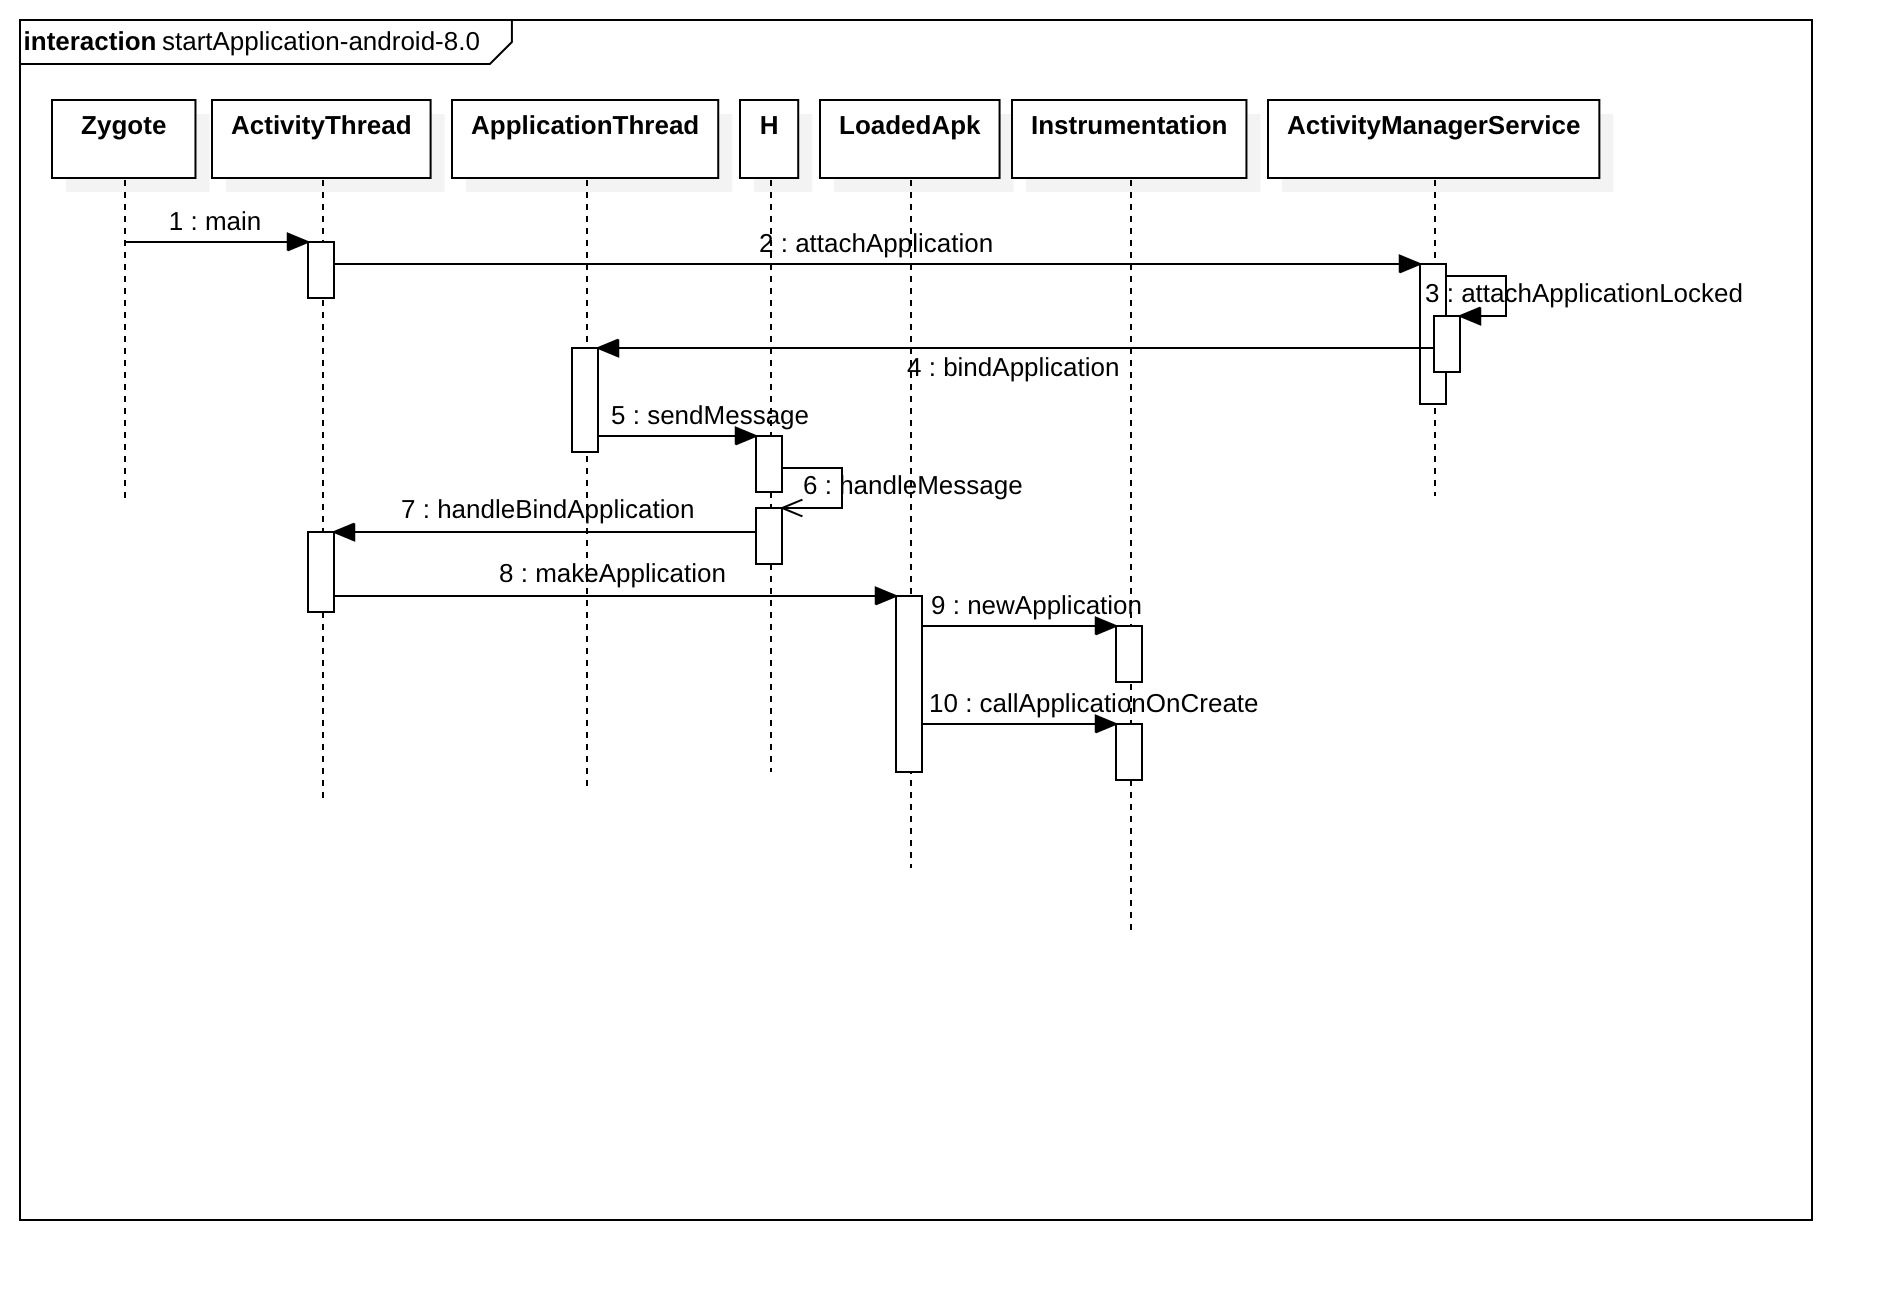 interaction startApplication-android-8.0
Zygote
ActivityThread
ApplicationThread
H
LoadedApk
Instrumentation
ActivityManagerService
1 : main
2 : attachApplication
3 : attachApplicationLocked
4 : bindApplication
5 : sendMessage
6 : handleMessage
7 : handleBindApplication
8 : makeApplication
9 : newApplication
10 : callApplicationOnCreate